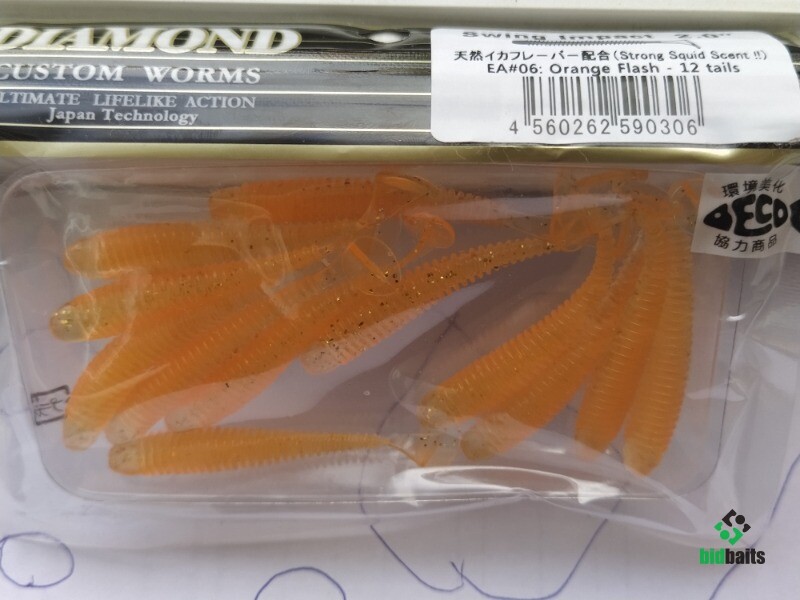 DIAMOND
CUSTOM WORMS
ULTIMATE LIFELIKE ACTION
Japan Technology
Swing Impact 2.0"
天然イカフレーバー配合(Strong Squid Scent !!)
EA#06: Orange Flash - 12 tails
4 560262 590306
環境美化
DECO
協力商品
bidbaits